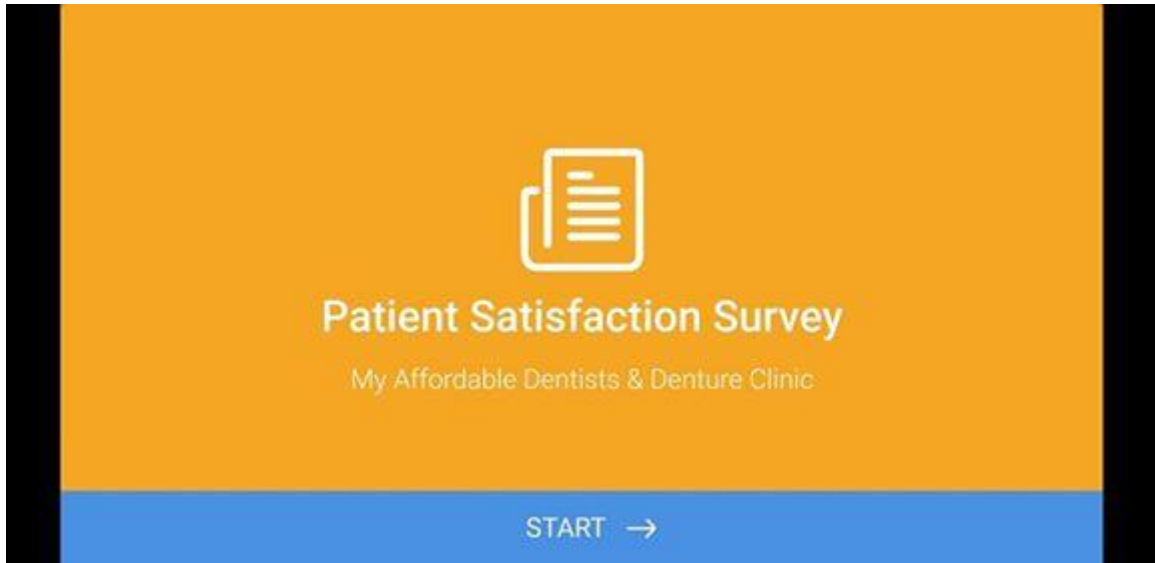 Patient Satisfaction Survey
My Affordable Dentists & Denture Clinic
START →